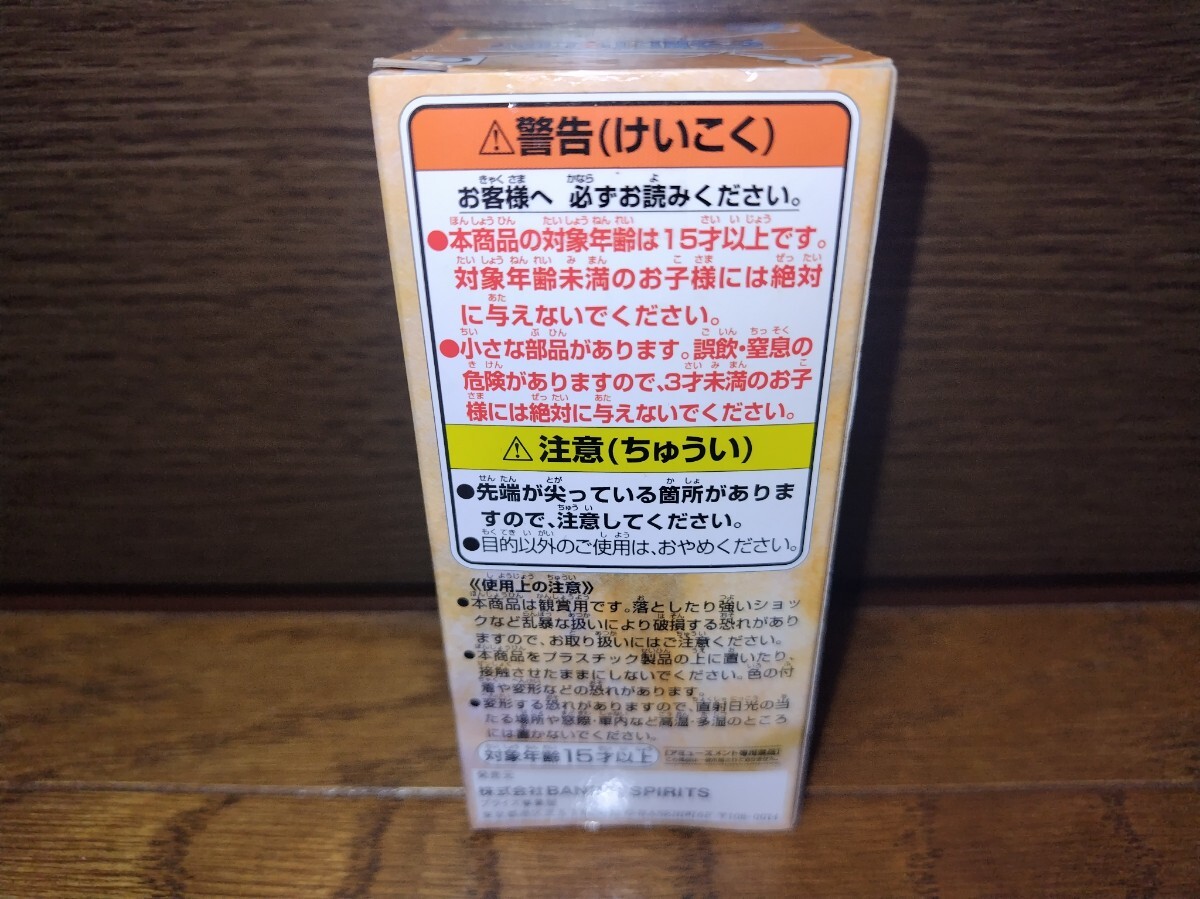 ⚠警告(けいこく)
お客様へ 必ずお読みください。
●本商品の対象年齢は15才以上です。
対象年齢未満のお子様には絶対
に与えないでください。
●小さな部品があります。誤飲・窒息の
危険がありますので、3才未満のお子
様には絶対に与えないでください。
⚠注意(ちゅうい)
●先端が尖っている箇所がありま
すので、注意してください。
●目的以外のご使用は、おやめください。
《使用上の注意》
●本商品は観賞用です。落としたり強いショッ
クなど乱暴な扱いにより破損する恐れがあり
ますので、お取り扱いにはご注意ください。
●本商品をプラスチック製品の上に置いたり、
接触させたままにしないでください。色の付
着や変形などの恐れがあります。
●変形する恐れがありますので、直射日光の当
たる場所や窓際・車内など高温・多湿のところ
には置かないでください。
対象年齢15才以上
[アミューズメント専用景品]
発売元
株式会社BANDAI SPIRITS
プライズ事業部